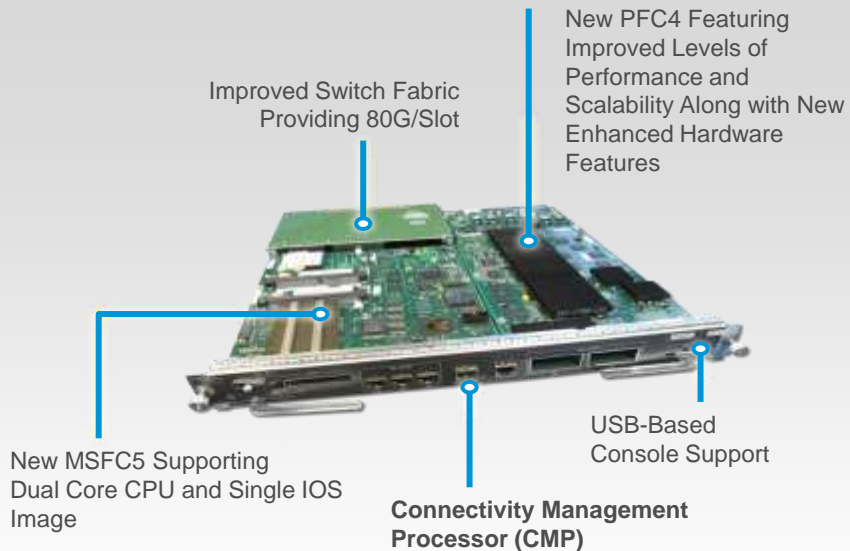 New PFC4 Featuring
Improved Levels of
Performance and
Scalability Along with New
Enhanced Hardware
Features
Improved Switch Fabric
Providing 80G/Slot
New MSFC5 Supporting
Dual Core CPU and Single IOS
Image
Connectivity Management
Processor (CMP)
USB-Based
Console Support